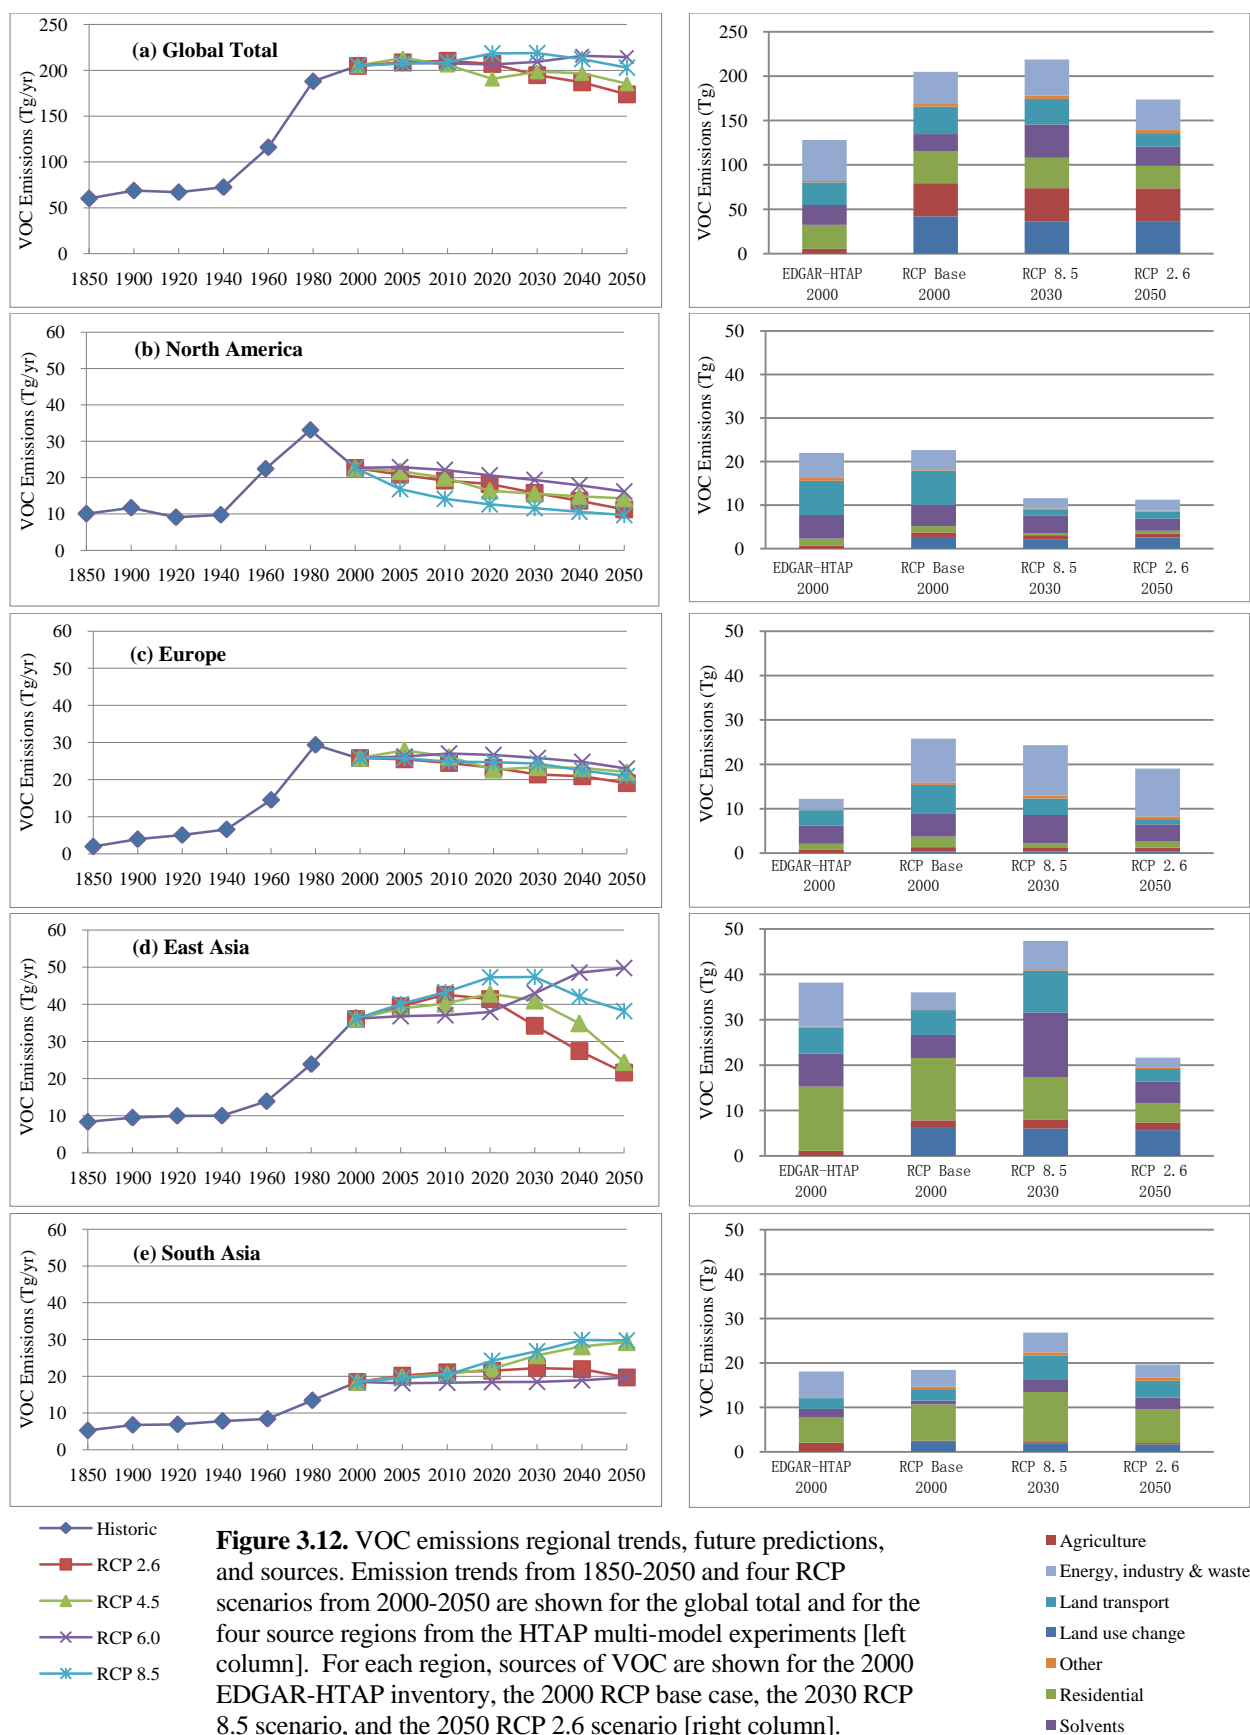 (a) Global Total
VOC Emissions (Tg/yr)
250
200
150
100
50
0
1850 1900 1920 1940 1960 1980 2000 2005 2010 2020 2030 2040 2050
VOC Emissions (Tg)
250
200
150
100
50
0
EDGAR-HTAP RCP Base RCP 8.5 RCP 2.6
2000 2000 2030 2050
(b) North America
VOC Emissions (Tg/yr)
60
50
40
30
20
10
0
1850 1900 1920 1940 1960 1980 2000 2005 2010 2020 2030 2040 2050
VOC Emissions (Tg)
50
40
30
20
10
0
EDGAR-HTAP RCP Base RCP 8.5 RCP 2.6
2000 2000 2030 2050
(c) Europe
VOC Emissions (Tg/yr)
60
50
40
30
20
10
0
1850 1900 1920 1940 1960 1980 2000 2005 2010 2020 2030 2040 2050
VOC Emissions (Tg)
50
40
30
20
10
0
EDGAR-HTAP RCP Base RCP 8.5 RCP 2.6
2000 2000 2030 2050
(d) East Asia
VOC Emissions (Tg/yr)
60
50
40
30
20
10
0
1850 1900 1920 1940 1960 1980 2000 2005 2010 2020 2030 2040 2050
VOC Emissions (Tg)
50
40
30
20
10
0
EDGAR-HTAP RCP Base RCP 8.5 RCP 2.6
2000 2000 2030 2050
(e) South Asia
VOC Emissions (Tg/yr)
60
50
40
30
20
10
0
1850 1900 1920 1940 1960 1980 2000 2005 2010 2020 2030 2040 2050
VOC Emissions (Tg)
50
40
30
20
10
0
EDGAR-HTAP RCP Base RCP 8.5 RCP 2.6
2000 2000 2030 2050
Historic
RCP 2.6
RCP 4.5
RCP 6.0
RCP 8.5
Figure 3.12. VOC emissions regional trends, future predictions,
and sources. Emission trends from 1850-2050 and four RCP
scenarios from 2000-2050 are shown for the global total and for the
four source regions from the HTAP multi-model experiments [left
column]. For each region, sources of VOC are shown for the 2000
EDGAR-HTAP inventory, the 2000 RCP base case, the 2030 RCP
8.5 scenario, and the 2050 RCP 2.6 scenario [right column].
Agriculture
Energy, industry & waste
Land transport
Land use change
Other
Residential
Solvents